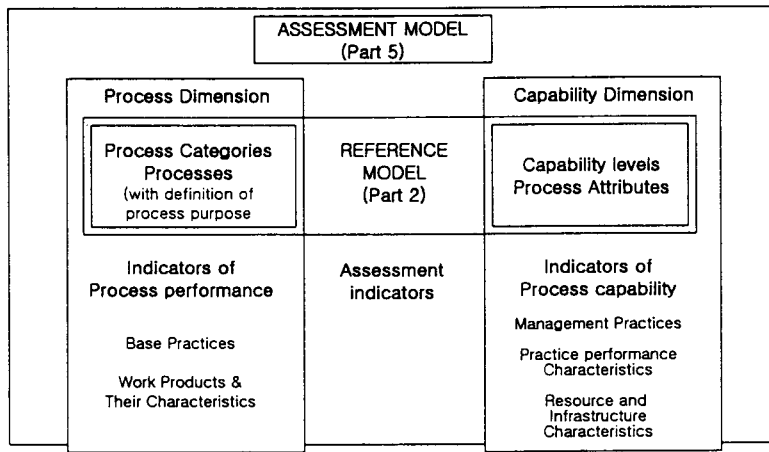 ASSESSMENT MODEL
(Part 5)
Process Dimension
Capability Dimension
Process Categories
Processes
(with definition of
process purpose
REFERENCE
MODEL
(Part 2)
Capability levels
Process Attributes
Indicators of
Process performance
Assessment
indicators
Indicators of
Process capability
Base Practices
Work Products &
Their Characteristics
Management Practices
Practice performance
Characteristics
Resource and
Infrastructure
Characteristics